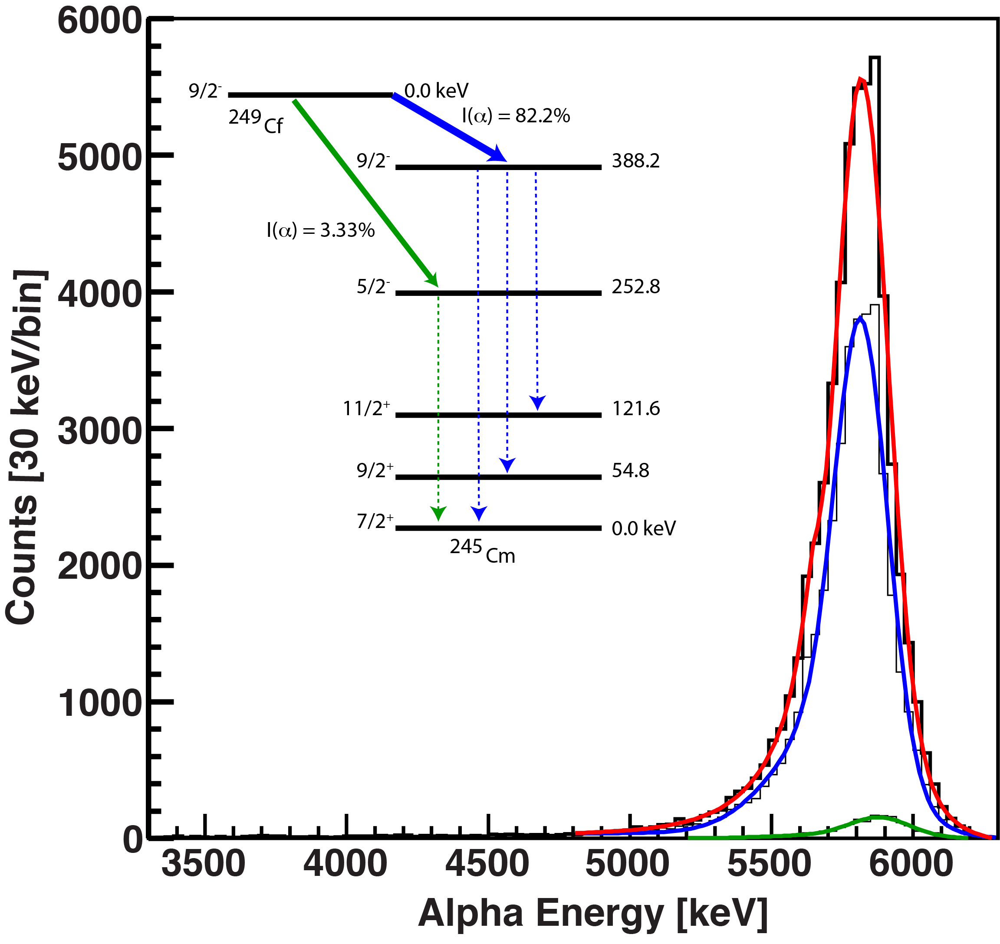 6000
5000
4000
3000
2000
1000
0
Counts [30 keV/bin]
9/2-
0.0 keV
249Cf
I(α) = 82.2%
9/2-
388.2
I(α) = 3.33%
5/2-
252.8
11/2+
121.6
9/2+
54.8
7/2+
0.0 keV
245Cm
3500 4000 4500 5000 5500 6000
Alpha Energy [keV]